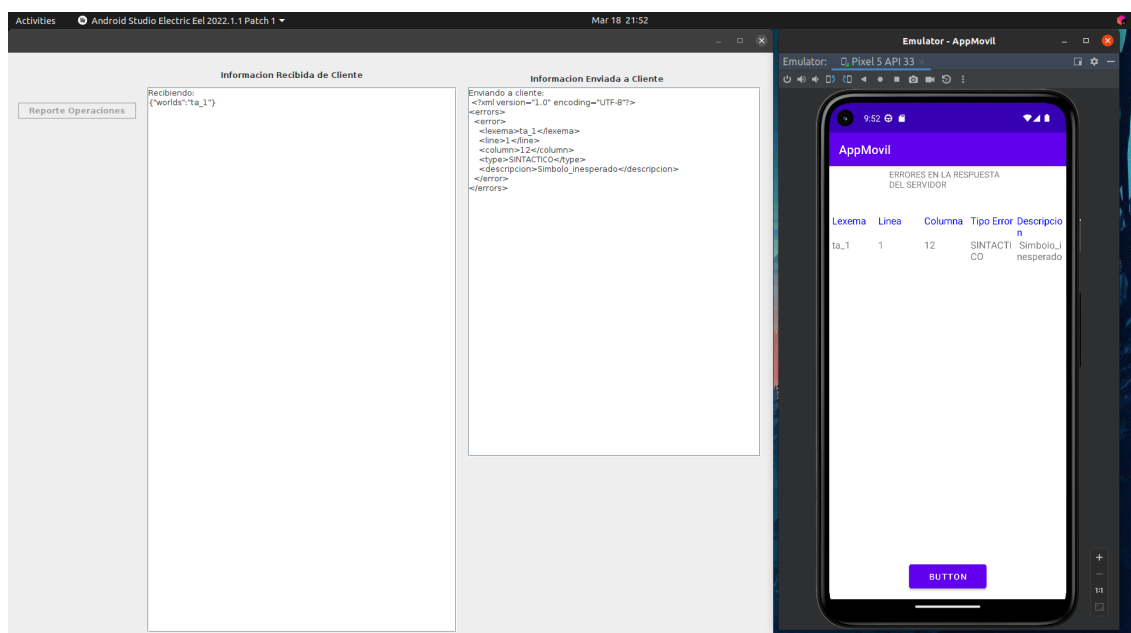 Activities
Android Studio Electric Eel 2022.1.1 Patch 1
Mar 18 21:52
Informacion Recibida de Cliente
Informacion Enviada a Cliente
Reporte Operaciones
Recibiendo:
{"worlds":"ta_1"}
Enviando a cliente:
<?xml version="1.0" encoding="UTF-8"?>
<errors>
<error>
<lexema>ta_1</lexema>
<line>1</line>
<column>12</column>
<type>SINTACTICO</type>
<descripcion>Simbolo_inesperado</descripcion>
</error>
</errors>
Emulator - AppMovil
Emulator:
Pixel 5 API 33
9:52
AppMovil
ERRORES EN LA RESPUESTA
DEL SERVIDOR
Lexema Linea Columna Tipo Error Descripcio
n
ta_1 1 12 SINTACTI Simbolo_i
CO nesperado
BUTTON
1:1